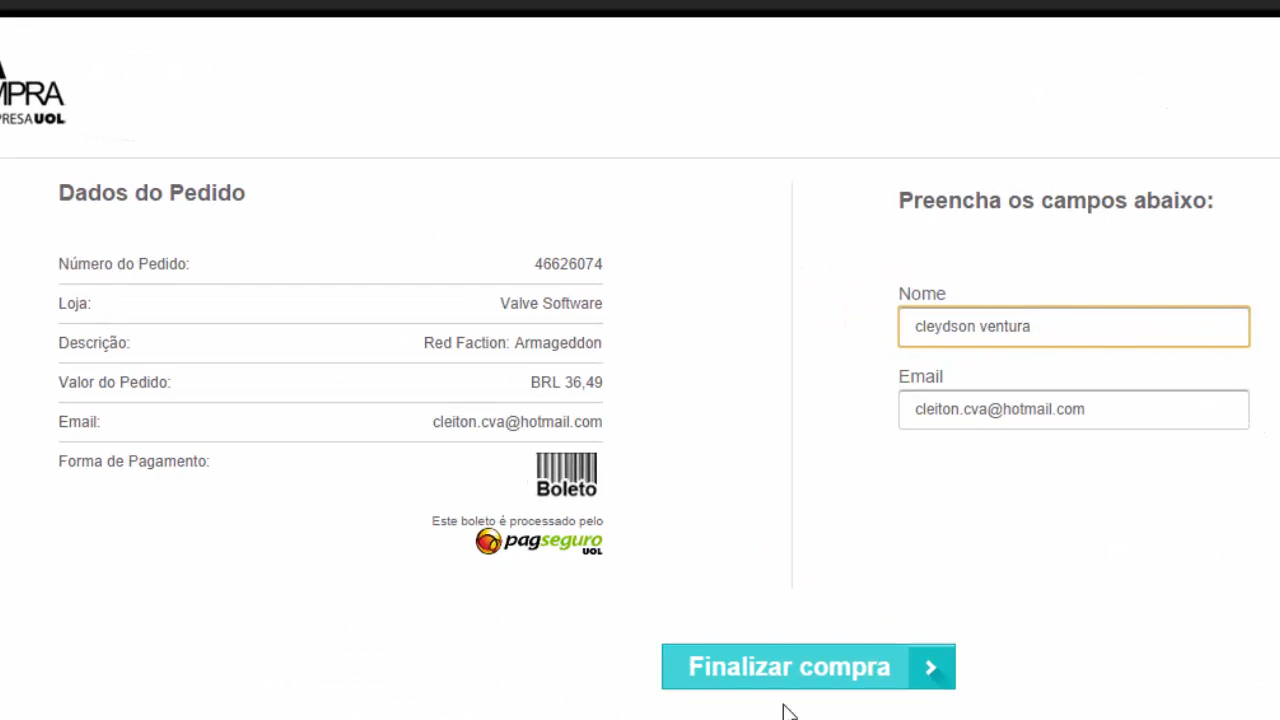 MPRA
PRESA UOL
Dados do Pedido
Número do Pedido: 46626074
Loja: Valve Software
Descrição: Red Faction: Armageddon
Valor do Pedido: BRL 36,49
Email: cleiton.cva@hotmail.com
Forma de Pagamento:
Boleto
Este boleto é processado pelo
pagseguro
UOL
Preencha os campos abaixo:
Nome
cleydson ventura
Email
cleiton.cva@hotmail.com
Finalizar compra